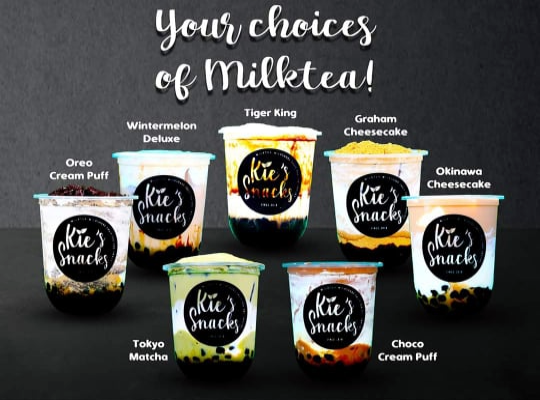 Your choices
of Milktea!
Tiger King
Wintermelon
Deluxe
Graham
Cheesecake
Oreo
Cream Puff
Okinawa
Cheesecake
Kie's
Snacks
Kie's
Snacks
Kie's
Snacks
Kie's
Snacks
Kie's
Snacks
Kie's
Snacks
Kie's
Snacks
Tokyo
Matcha
Choco
Cream Puff